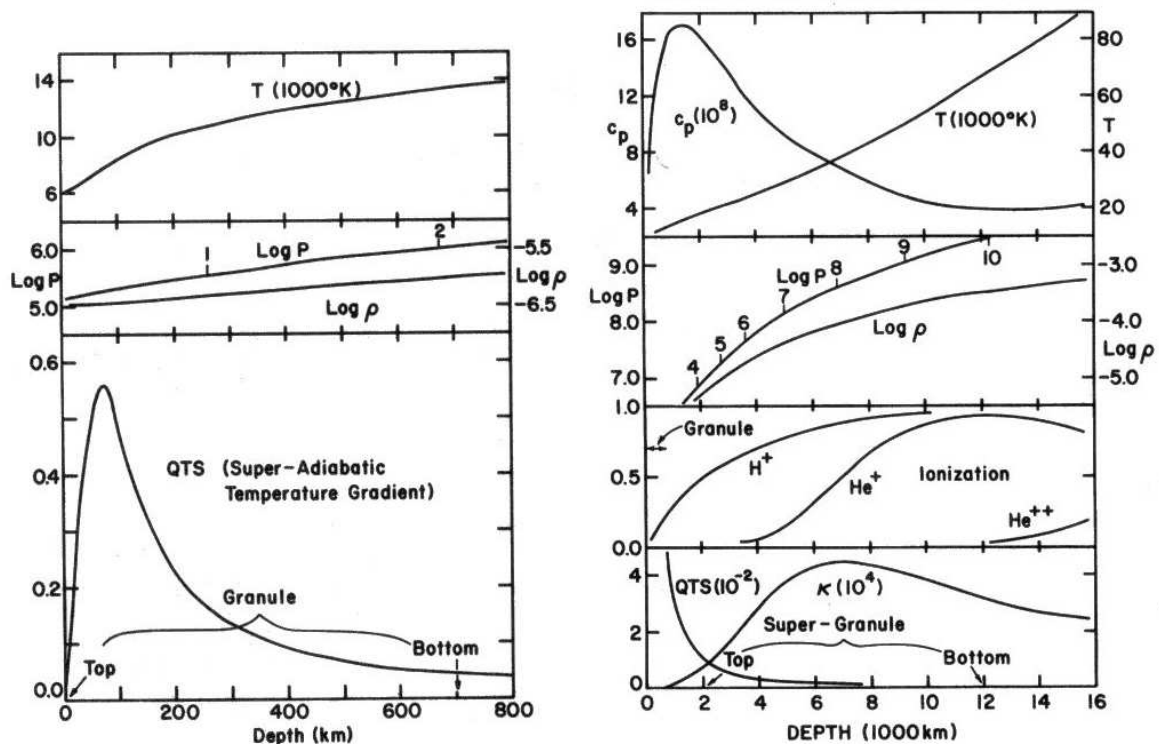 14
10
6
T (1000°K)
6.0
Log P
5.0
1
2
Log P
Log ρ
-5.5
Log ρ
-6.5
0.6
0.4
0.2
0.0
QTS (Super-Adiabatic
Temperature Gradient)
Granule
Top
Bottom
0 200 400 600 800
Depth (km)
16
12
c_p
8
4
c_p(10^8)
T(1000°K)
80
60
T
40
20
9.0
Log P
8.0
7.0
4
5
6
7
8
9
10
Log P
Log ρ
-3.0
-4.0
Log ρ
-5.0
1.0
0.5
0.0
Granule
H^+
He^+
Ionization
He^++
4
2
0
QTS(10^-2)
κ(10^4)
Super-Granule
Top
Bottom
0 2 4 6 8 10 12 14 16
DEPTH (1000km)